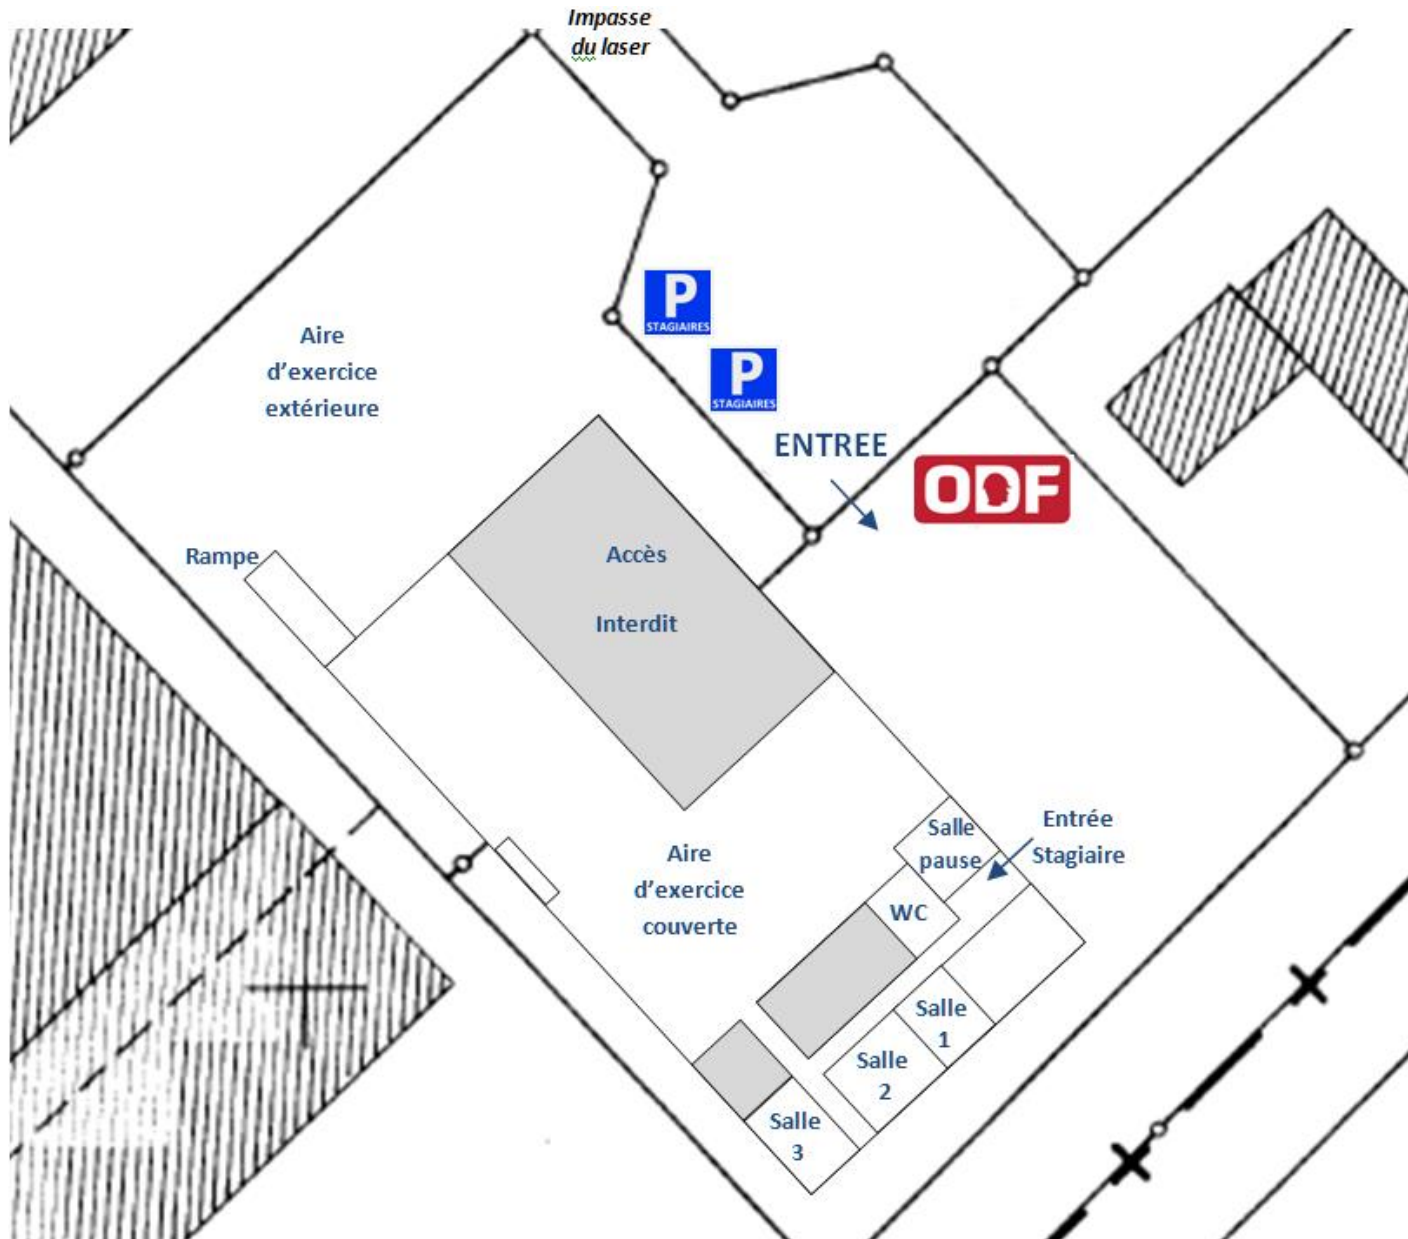 Impasse
du laser
P
STAGIAIRES
P
STAGIAIRES
Aire
d'exercice
extérieure
ENTREE
ODF
Rampe
Accès
Interdit
Salle
pause
Entrée
Stagiaire
Aire
d'exercice
couverte
WC
Salle
1
Salle
2
Salle
3